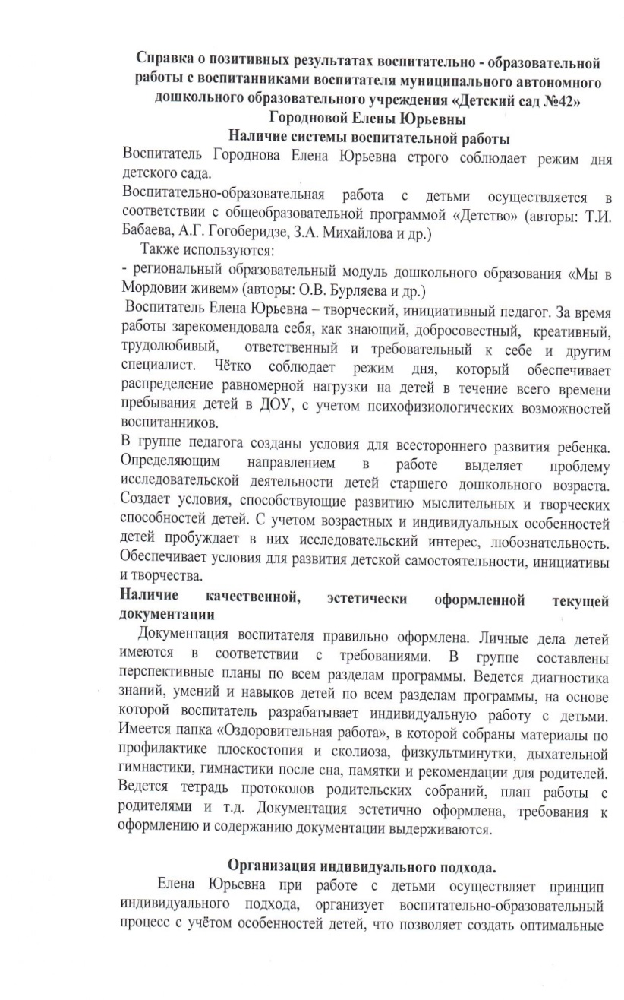 Справка о позитивных результатах воспитательно - образовательной
работы с воспитанниками воспитателя муниципального автономного
дошкольного образовательного учреждения «Детский сад №42»
Городновой Елены Юрьевны
Наличие системы воспитательной работы
Воспитатель Городнова Елена Юрьевна строго соблюдает режим дня
детского сада.
Воспитательно-образовательная работа с детьми осуществляется в
соответствии с общеобразовательной программой «Детство» (авторы: Т.И.
Бабаева, А.Г. Гогоберидзе, З.А. Михайлова и др.)
Также используются:
- региональный образовательный модуль дошкольного образования «Мы в
Мордовии живем» (авторы: О.В. Бурляева и др.)
Воспитатель Елена Юрьевна – творческий, инициативный педагог. За время
работы зарекомендовала себя, как знающий, добросовестный, креативный,
трудолюбивый, ответственный и требовательный к себе и другим
специалист. Чётко соблюдает режим дня, который обеспечивает
распределение равномерной нагрузки на детей в течение всего времени
пребывания детей в ДОУ, с учетом психофизиологических возможностей
воспитанников.
В группе педагога созданы условия для всестороннего развития ребенка.
Определяющим направлением в работе выделяет проблему
исследовательской деятельности детей старшего дошкольного возраста.
Создает условия, способствующие развитию мыслительных и творческих
способностей детей. С учетом возрастных и индивидуальных особенностей
детей пробуждает в них исследовательский интерес, любознательность.
Обеспечивает условия для развития детской самостоятельности, инициативы
и творчества.
Наличие качественной, эстетически оформленной текущей
документации
Документация воспитателя правильно оформлена. Личные дела детей
имеются в соответствии с требованиями. В группе составлены
перспективные планы по всем разделам программы. Ведется диагностика
знаний, умений и навыков детей по всем разделам программы, на основе
которой воспитатель разрабатывает индивидуальную работу с детьми.
Имеется папка «Оздоровительная работа», в которой собраны материалы по
профилактике плоскостопия и сколиоза, физкультминутки, дыхательной
гимнастики, гимнастики после сна, памятки и рекомендации для родителей.
Ведется тетрадь протоколов родительских собраний, план работы с
родителями и т.д. Документация эстетично оформлена, требования к
оформлению и содержанию документации выдерживаются.
Организация индивидуального подхода.
Елена Юрьевна при работе с детьми осуществляет принцип
индивидуального подхода, организует воспитательно-образовательный
процесс с учётом особенностей детей, что позволяет создать оптимальные